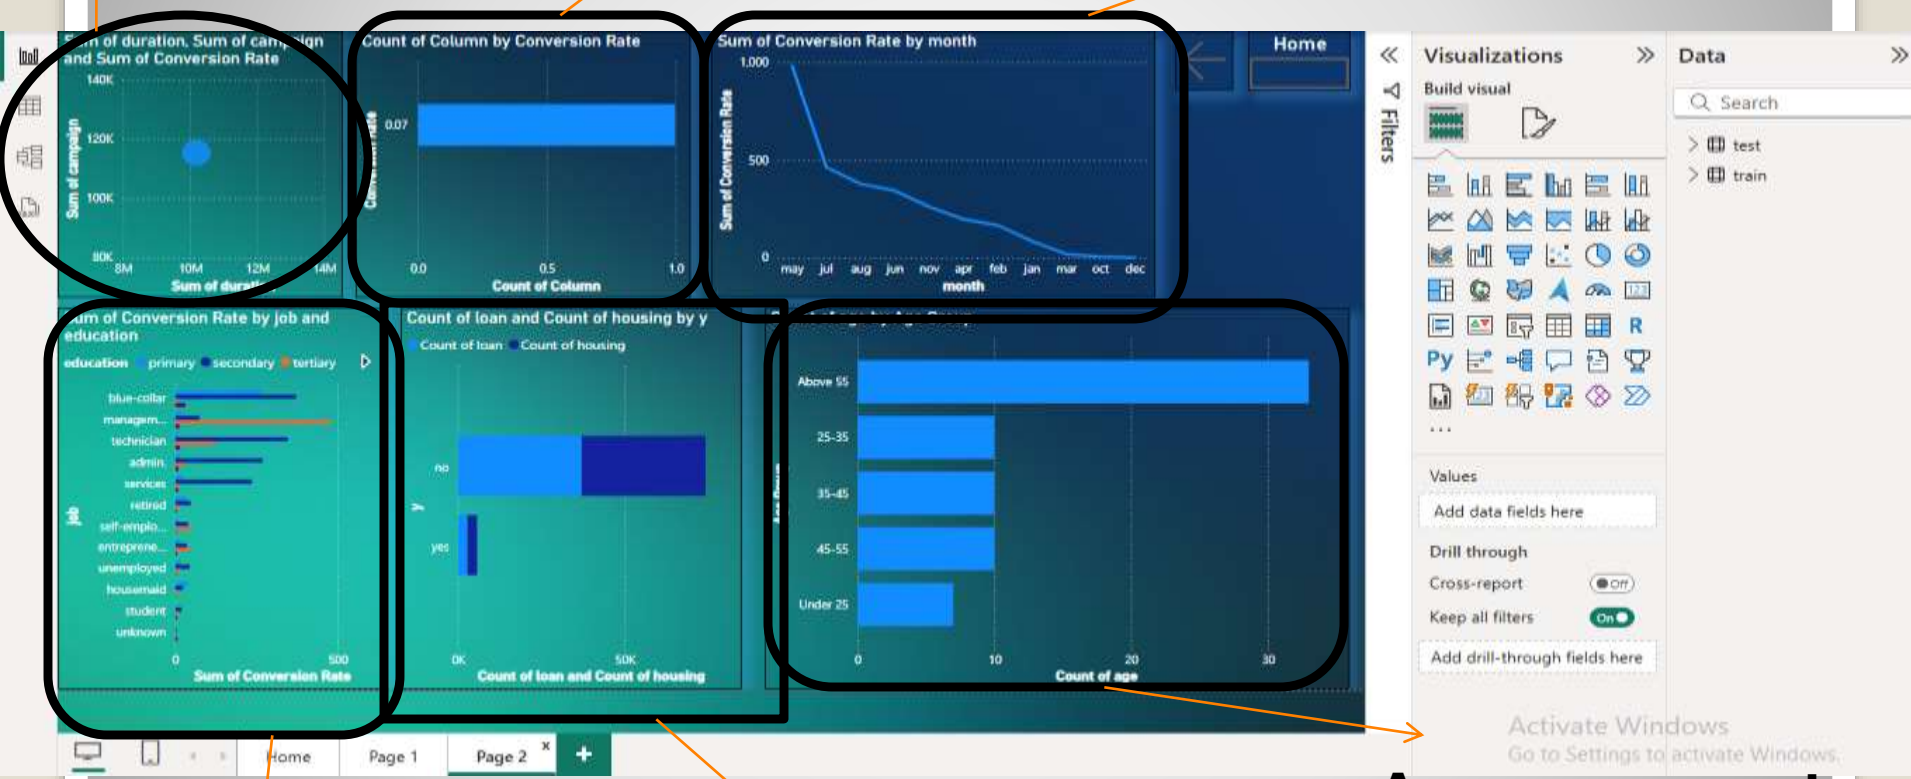 Sum of duration, Sum of campaign
and Sum of Conversion Rate
140K
120K
100K
80K
8M 10M 12M 14M
Sum of campaign
Sum of duration
Count of Column by Conversion Rate
0.07
0.0 0.5 1.0
Count of Column
Sum of Conversion Rate by month
1,000
500
0
Sum of Conversion Rate
may jul aug jun nov apr feb jan mar oct dec
month
Home
Sum of Conversion Rate by job and
education
education primary secondary tertiary
blue-collar
managem...
technician
admin.
services
retired
self-emplo...
entreprene...
unemployed
housemaid
student
unknown
job
0 500
Sum of Conversion Rate
Count of loan and Count of housing by y
Count of loan Count of housing
no
yes
y
0K 50K
Count of loan and Count of housing
Above 55
25-35
35-45
45-55
Under 25
0 10 20 30
Count of age
Home Page 1 Page 2 x +
Filters
Visualizations
Build visual
123
R
Py
...
Values
Add data fields here
Drill through
Cross-report Off
Keep all filters On
Add drill-through fields here
Data
Search
test
train
Activate Windows
Go to Settings to activate Windows.